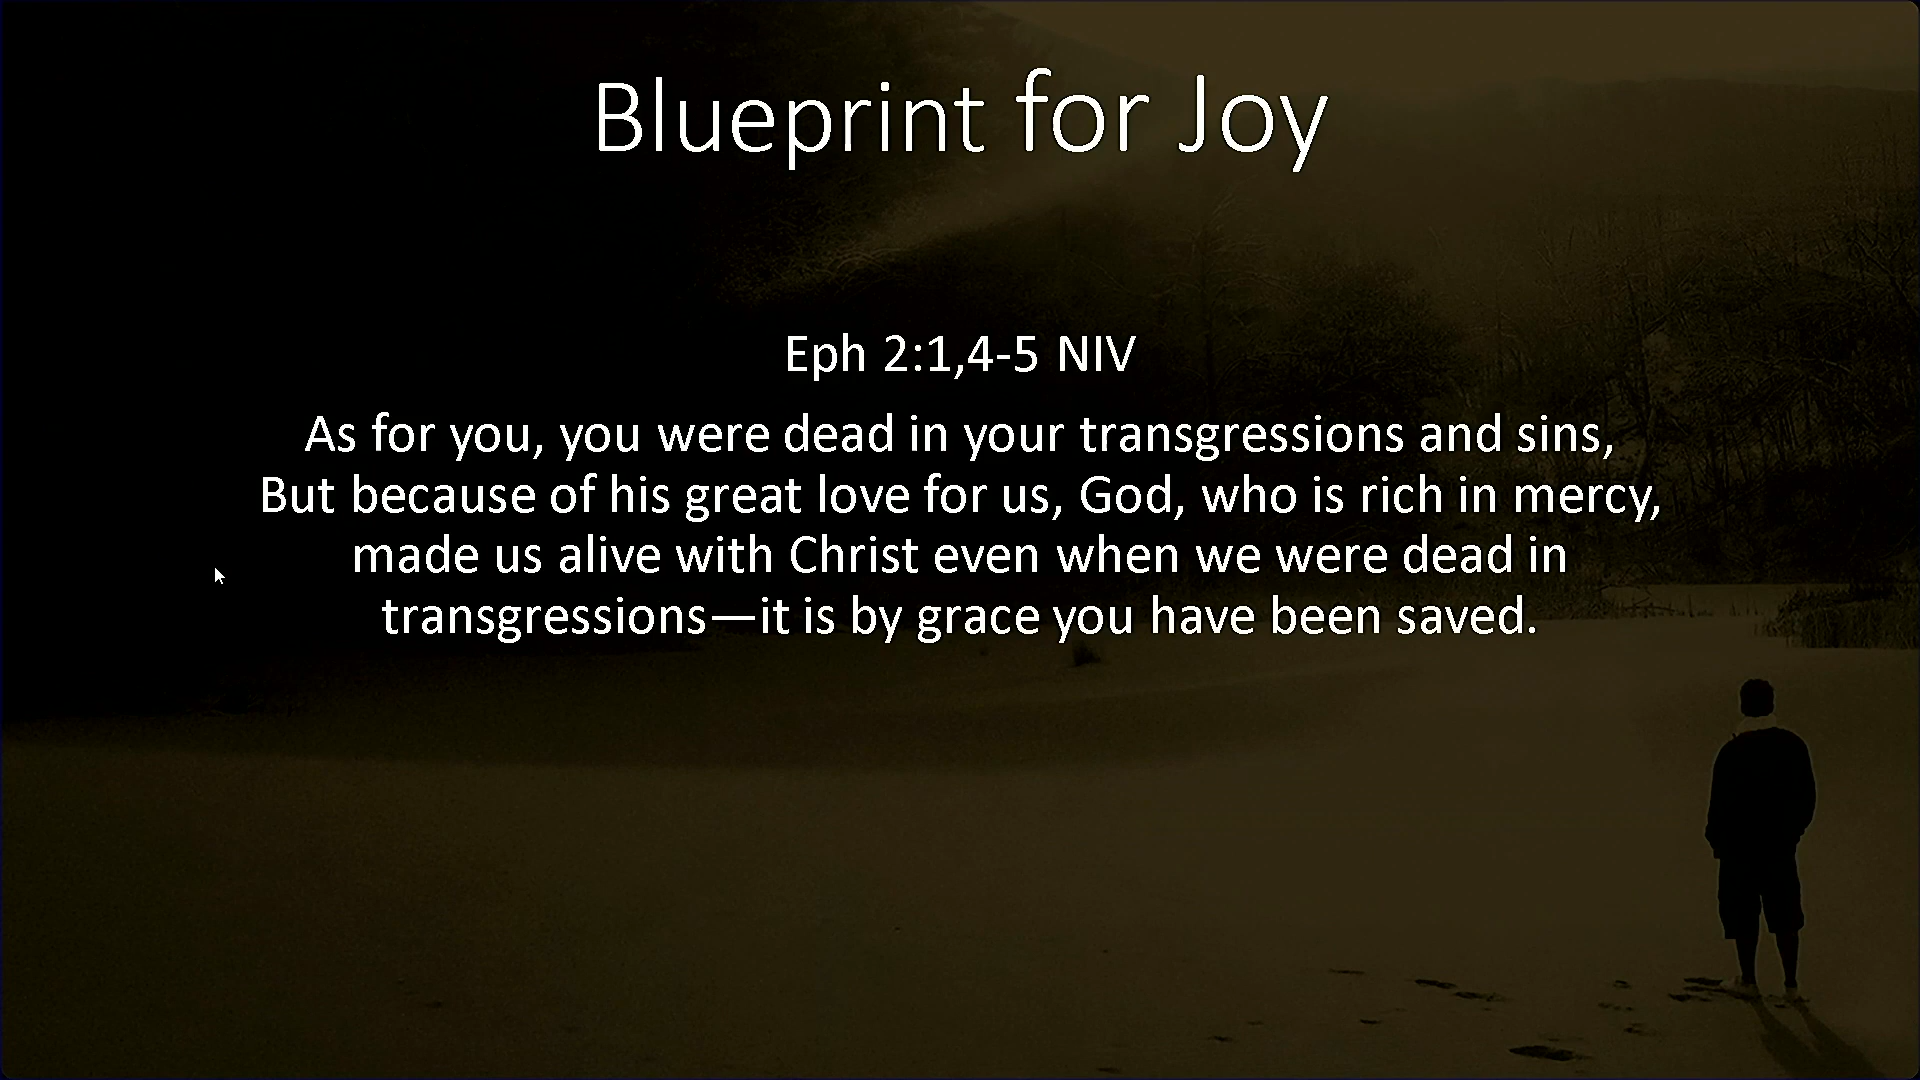 Blueprint for Joy
Eph 2:1,4-5 NIV
As for you, you were dead in your transgressions and sins,
But because of his great love for us, God, who is rich in mercy,
made us alive with Christ even when we were dead in
transgressions—it is by grace you have been saved.